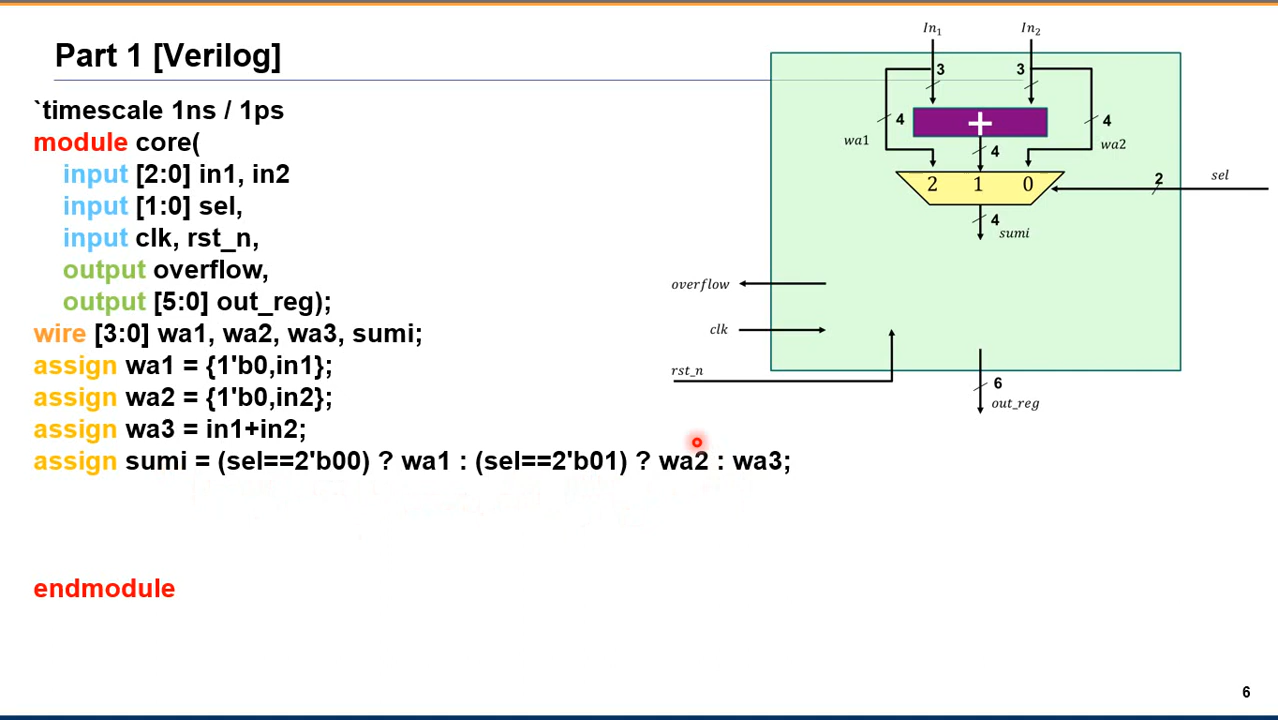 Part 1 [Verilog]
`timescale 1ns / 1ps
module core(
input [2:0] in1, in2
input [1:0] sel,
input clk, rst_n,
output overflow,
output [5:0] out_reg);
wire [3:0] wa1, wa2, wa3, sumi;
assign wa1 = {1'b0,in1};
assign wa2 = {1'b0,in2};
assign wa3 = in1+in2;
assign sumi = (sel==2'b00) ? wa1 : (sel==2'b01) ? wa2 : wa3;
endmodule
In1 In2
3 3
4 + 4
wa1 wa2
4
2 1 0 2 sel
4
sumi
overflow
clk
rst_n
6
out_reg
6